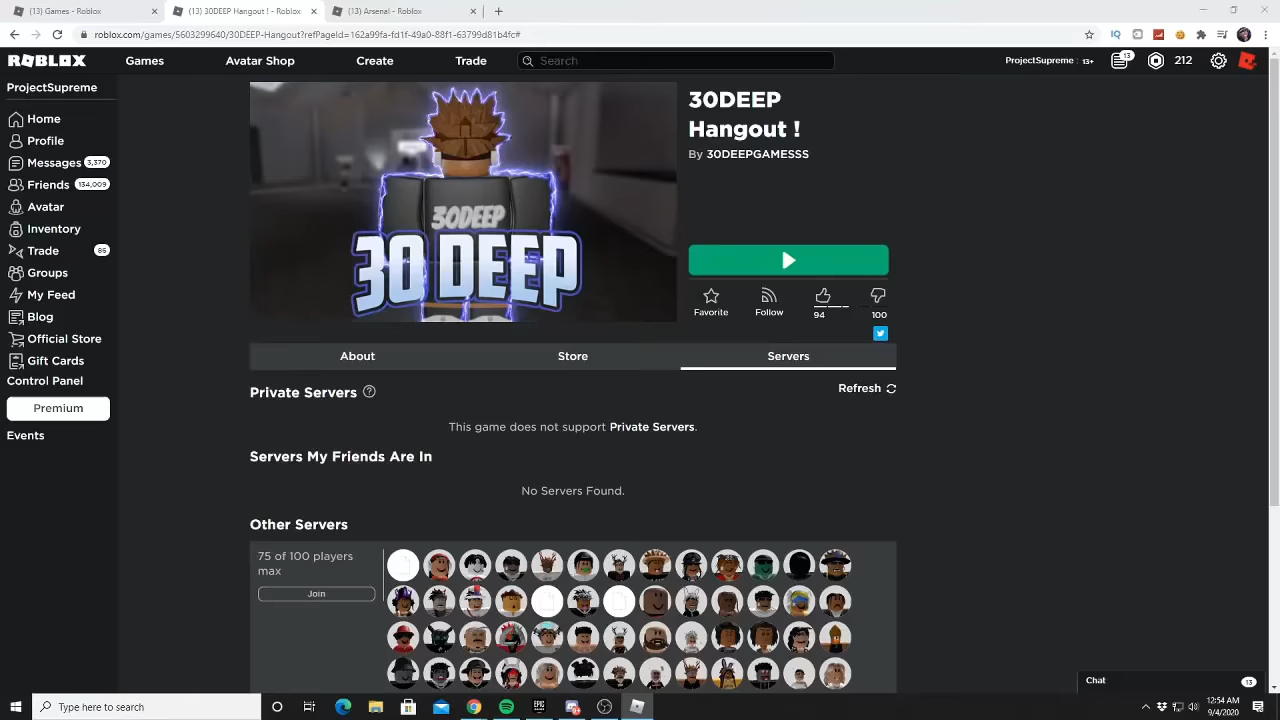 (13) Games - Roblox
(13) 30DEEP Hangout ! - Roblox
(13) Arsenal - Roblox
roblox.com/games/5603299640/30DEEP-Hangout?refPageId=162a99fa-fd1f-49a0-88f1-63799d81b4fc#
ROBLOX
Games
Avatar Shop
Create
Trade
Search
ProjectSupreme : 13+
13
212
ProjectSupreme
Home
Profile
Messages 3,370
Friends 134,009
Avatar
Inventory
Trade 86
Groups
My Feed
Blog
Official Store
Gift Cards
Control Panel
Premium
Events
30DEEP
30 DEEP
30DEEP
Hangout !
By 30DEEPGAMESSS
Favorite
Follow
94
100
About
Store
Servers
Private Servers
Refresh
This game does not support Private Servers.
Servers My Friends Are In
No Servers Found.
Other Servers
75 of 100 players
max
Join
Chat
13
Type here to search
EPIC
12:54 AM
9/4/2020